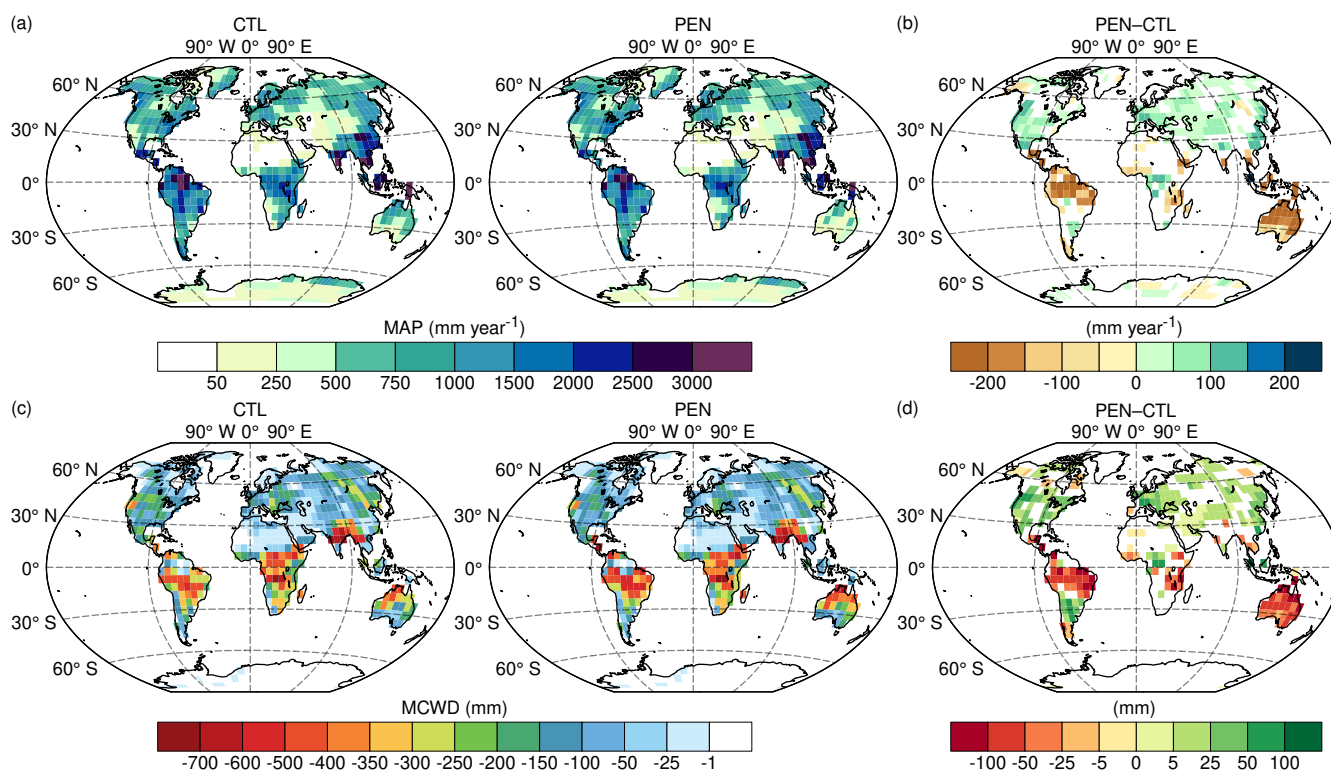 (a) CTL PEN (b) PEN–CTL
90° W 0° 90° E 90° W 0° 90° E 90° W 0° 90° E
60° N 60° N
30° N 30° N
0° 0°
30° S 30° S
60° S 60° S
MAP (mm year⁻¹) (mm year⁻¹)
50 250 500 750 1000 1500 2000 2500 3000 -200 -100 0 100 200
(c) CTL PEN (d) PEN–CTL
90° W 0° 90° E 90° W 0° 90° E 90° W 0° 90° E
60° N 60° N
30° N 30° N
0° 0°
30° S 30° S
60° S 60° S
MCWD (mm) (mm)
-700 -600 -500 -400 -350 -300 -250 -200 -150 -100 -50 -25 -1 -100 -50 -25 -5 0 5 25 50 100